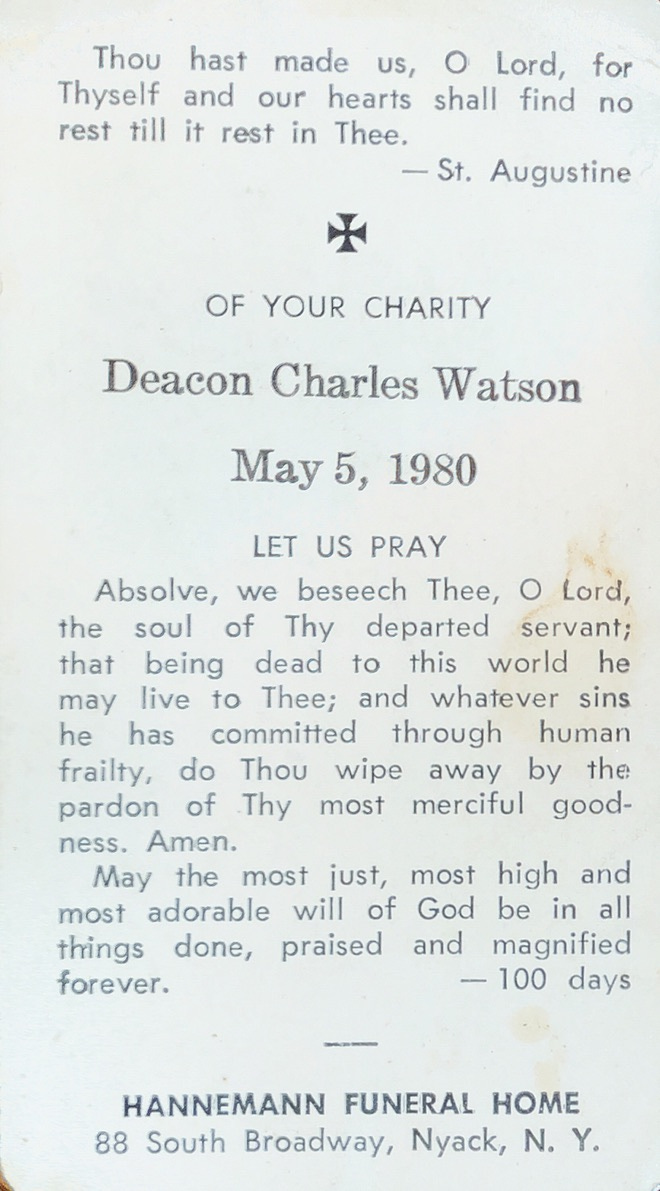 Thou hast made us, O Lord, for
Thyself and our hearts shall find no
rest till it rest in Thee.
— St. Augustine
✠
OF YOUR CHARITY
Deacon Charles Watson
May 5, 1980
LET US PRAY
Absolve, we beseech Thee, O Lord,
the soul of Thy departed servant;
that being dead to this world he
may live to Thee; and whatever sins
he has committed through human
frailty, do Thou wipe away by the
pardon of Thy most merciful good-
ness. Amen.
May the most just, most high and
most adorable will of God be in all
things done, praised and magnified
forever. — 100 days
HANNEMANN FUNERAL HOME
88 South Broadway, Nyack, N. Y.